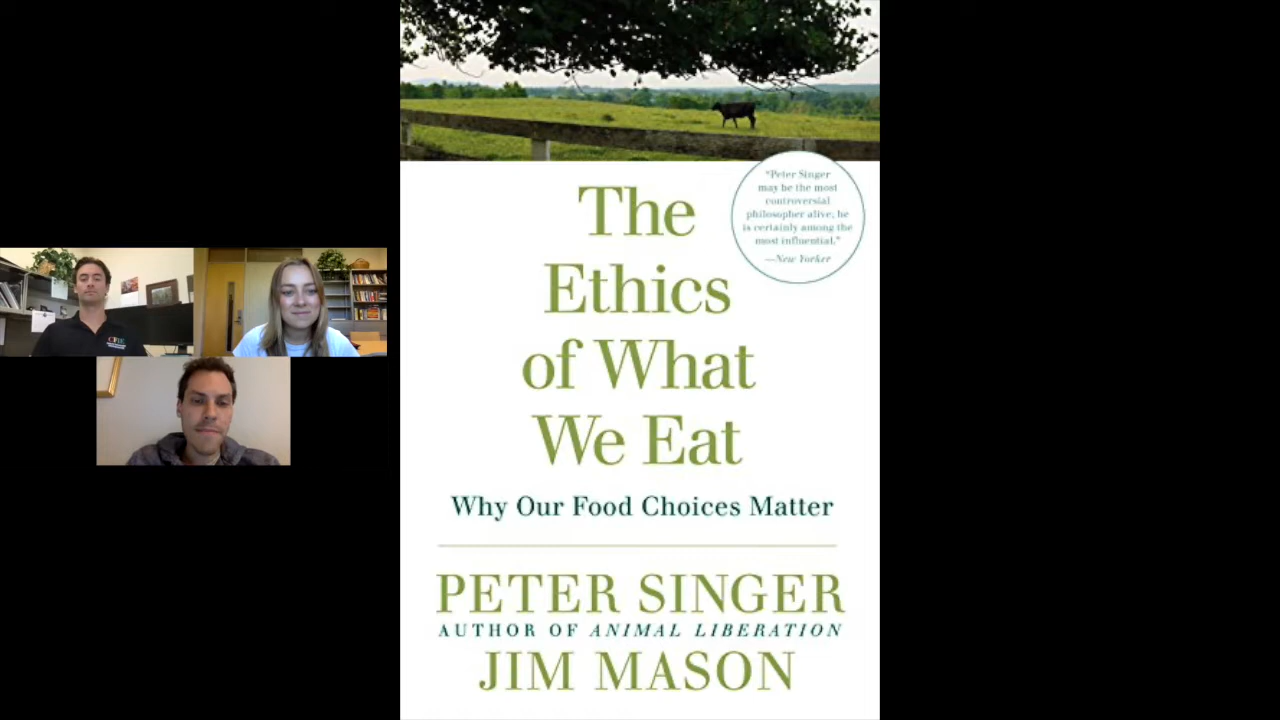 The
Ethics
of What
We Eat
"Peter Singer
may be the most
controversial
philosopher alive; he
is certainly among the
most influential."
—New Yorker
Why Our Food Choices Matter
PETER SINGER
AUTHOR OF ANIMAL LIBERATION
JIM MASON